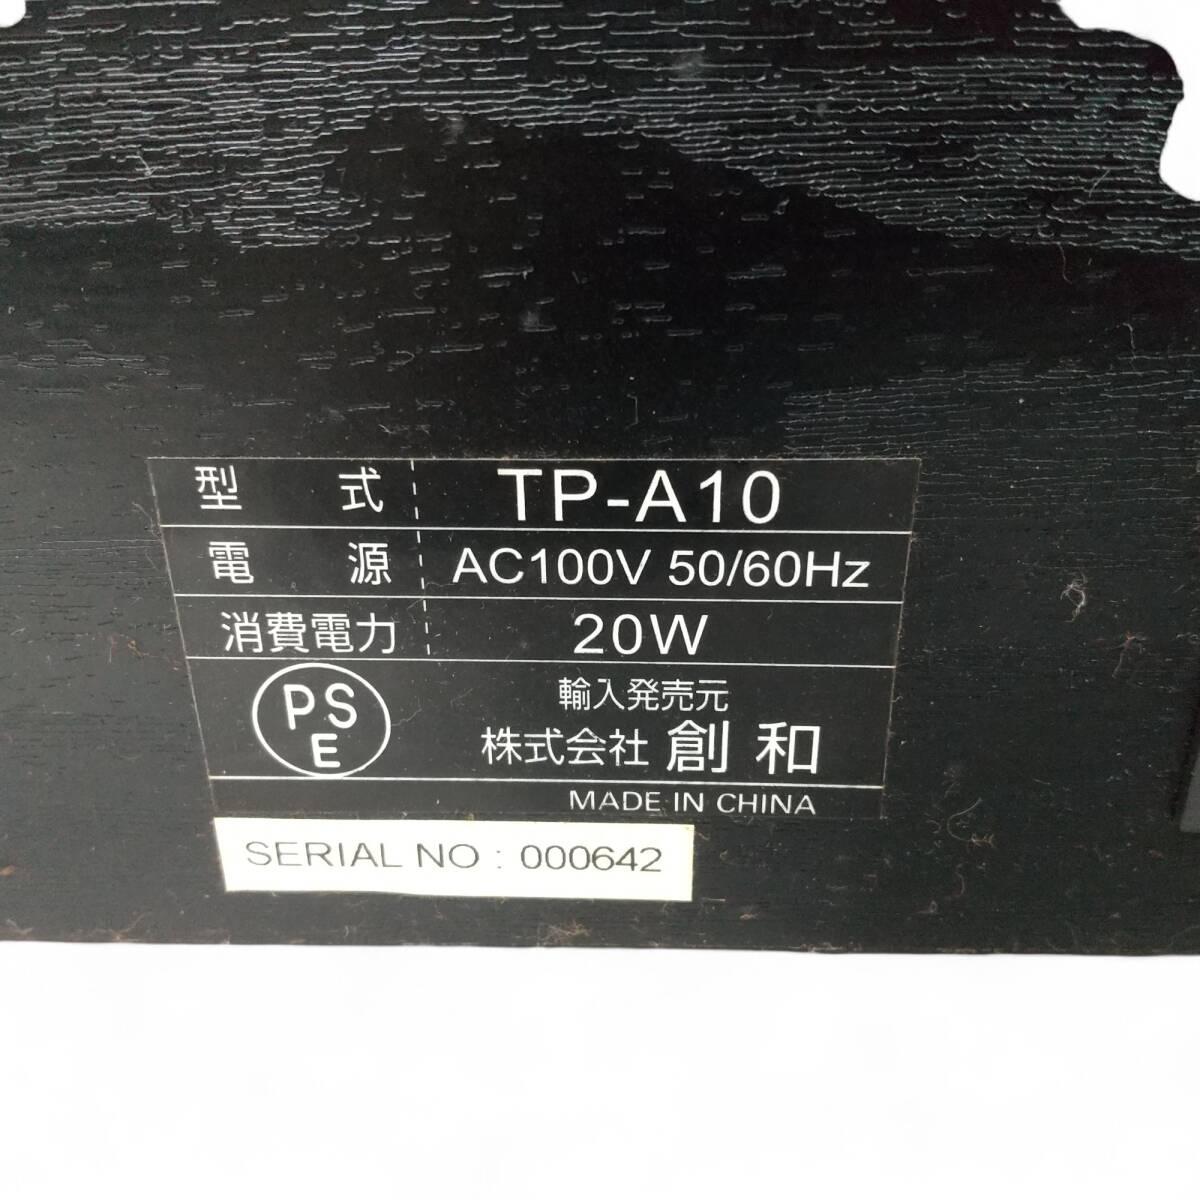 型式 TP-A10
電源 AC100V 50/60Hz
消費電力 20W
PSE
輸入発売元
株式会社 創和
MADE IN CHINA
SERIAL NO : 000642